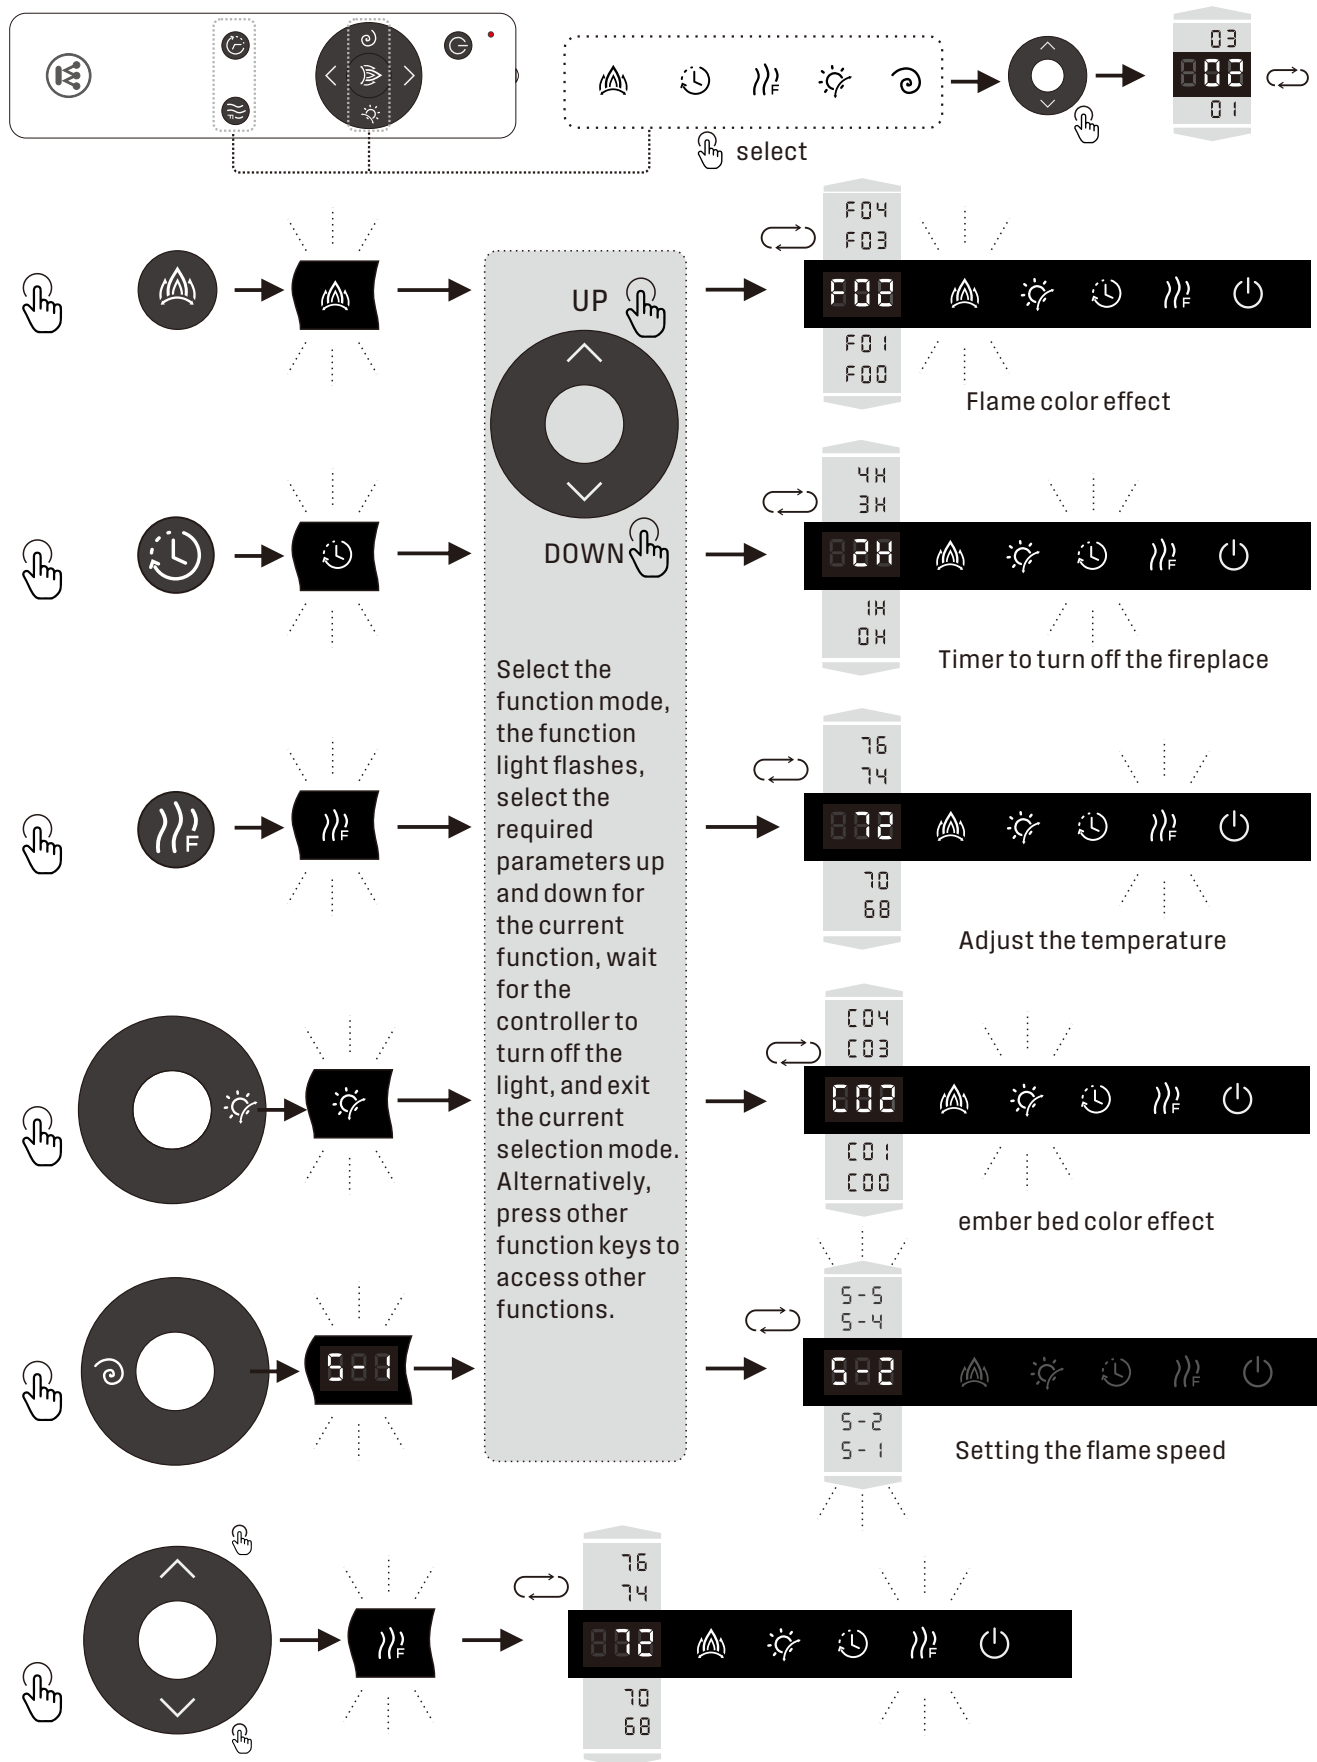 03
02
01
select
F04
F03
F02
F01
F00
UP
Flame color effect
4H
3H
2H
1H
0H
DOWN
Timer to turn off the fireplace
Select the
function mode,
the function
light flashes,
select the
required
parameters up
and down for
the current
function, wait
for the
controller to
turn off the
light, and exit
the current
selection mode.
Alternatively,
press other
function keys to
access other
functions.
F
F
76
74
72
F
F
F
70
68
Adjust the temperature
C04
C03
C02
F
C01
C00
ember bed color effect
S-5
S-4
S-1
S-2
F
S-2
S-1
Setting the flame speed
76
74
F
72
F
70
68